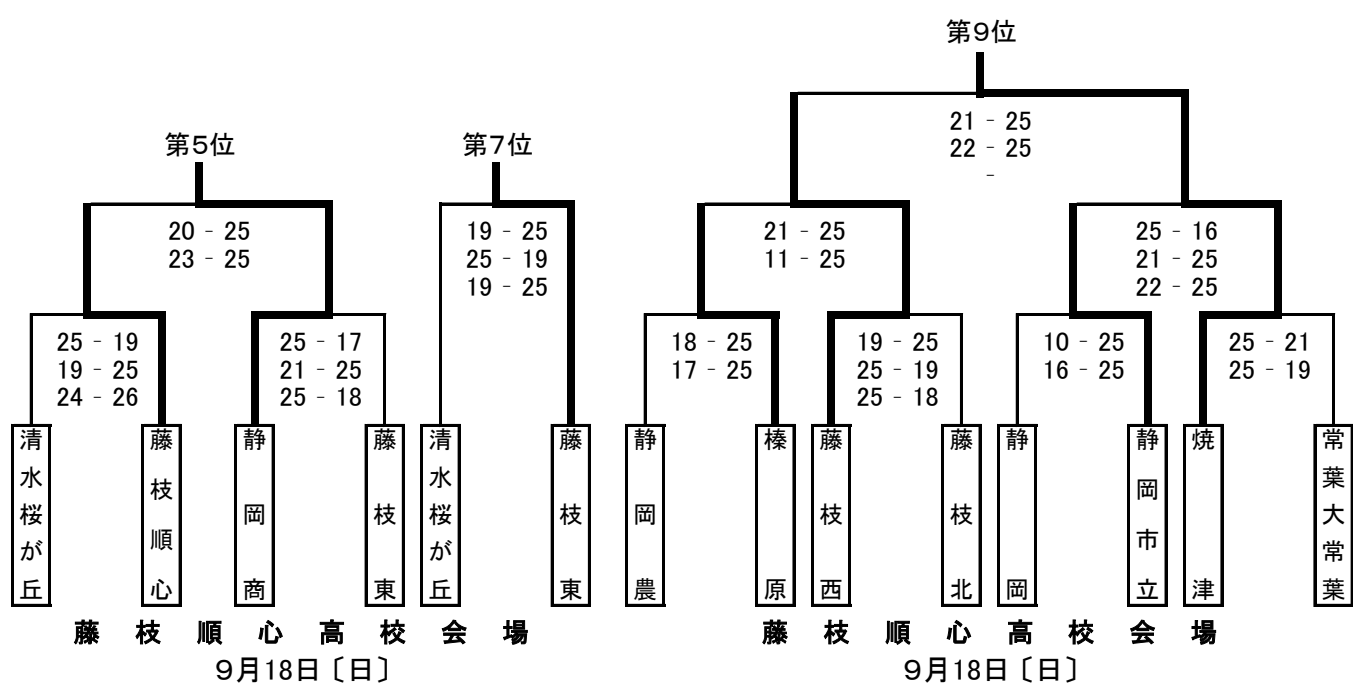 第9位
21 - 25
22 - 25
-
第5位
第7位
20 - 25
23 - 25
19 - 25
25 - 19
19 - 25
21 - 25
11 - 25
25 - 16
21 - 25
22 - 25
25 - 19
19 - 25
24 - 26
25 - 17
21 - 25
25 - 18
18 - 25
17 - 25
19 - 25
25 - 19
25 - 18
10 - 25
16 - 25
25 - 21
25 - 19
清水桜が丘
藤枝順心
静岡商
藤枝東
清水桜が丘
藤枝東
静岡農
榛原
藤枝西
藤枝北
静岡
静岡市立
焼津
常葉大常葉
藤枝順心高校会場
9月18日〔日〕
藤枝順心高校会場
9月18日〔日〕